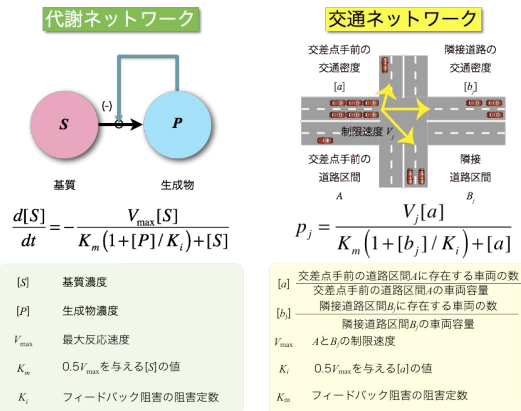 代謝ネットワーク
(-)
S
P
基質
生成物
d[S]/dt = - Vmax[S] / Km(1+[P]/Ki)+[S]
[S] 基質濃度
[P] 生成物濃度
Vmax 最大反応速度
Km 0.5Vmaxを与える[S]の値
Ki フィードバック阻害の阻害定数
交通ネットワーク
交差点手前の
交通密度
[a]
隣接道路の
交通密度
[bj]
制限速度 Vj
交差点手前の
道路区間
A
隣接
道路区間
Bj
pj = Vj[a] / Km(1+[bj]/Ki)+[a]
[a] 交差点手前の道路区間Aに存在する車両の数
交差点手前の道路区間Aの車両容量
[bj] 隣接道路区間Bjに存在する車両の数
隣接道路区間Bjの車両容量
Vmax AとBjの制限速度
Ki 0.5Vmaxを与える[a]の値
Km フィードバック阻害の阻害定数